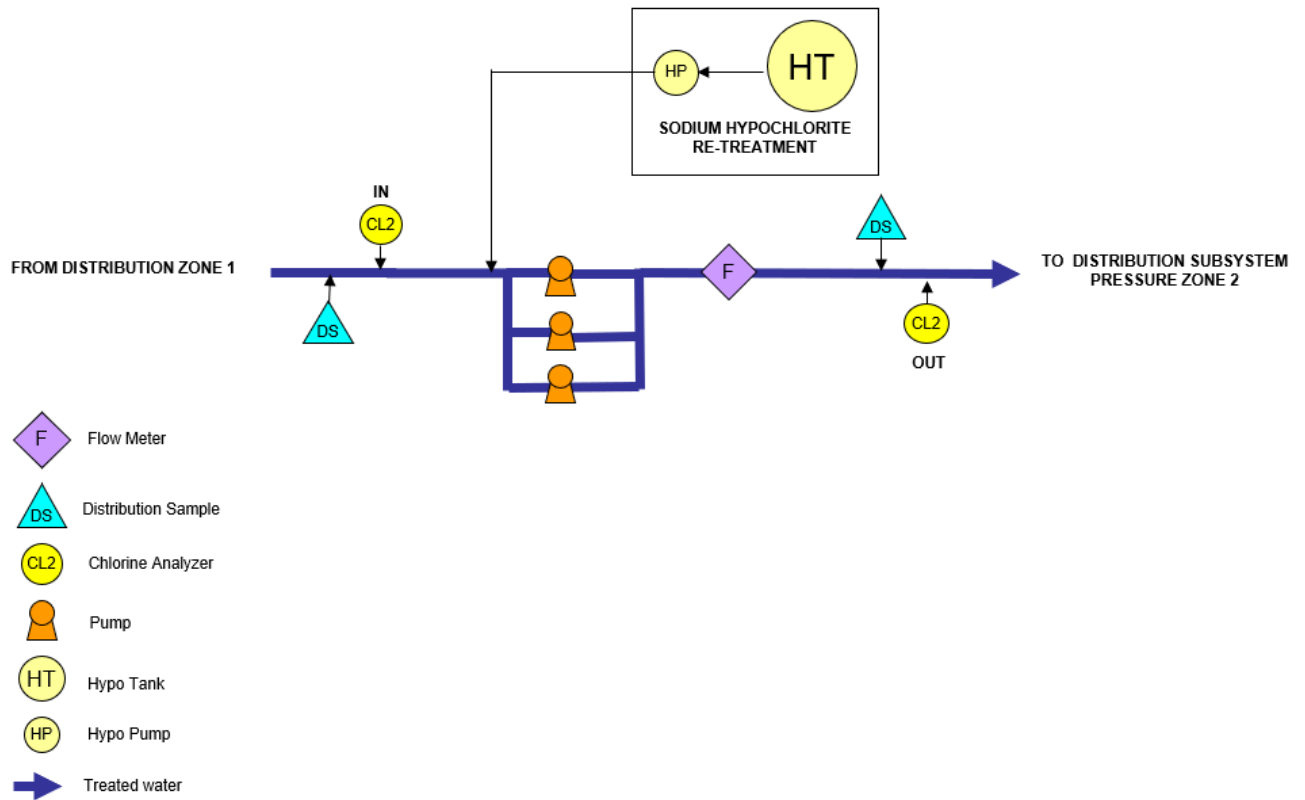 HP
HT
SODIUM HYPOCHLORITE
RE-TREATMENT
IN
CL2
DS
FROM DISTRIBUTION ZONE 1
F
TO DISTRIBUTION SUBSYSTEM
PRESSURE ZONE 2
DS
CL2
OUT
F Flow Meter
DS Distribution Sample
CL2 Chlorine Analyzer
Pump
HT Hypo Tank
HP Hypo Pump
Treated water